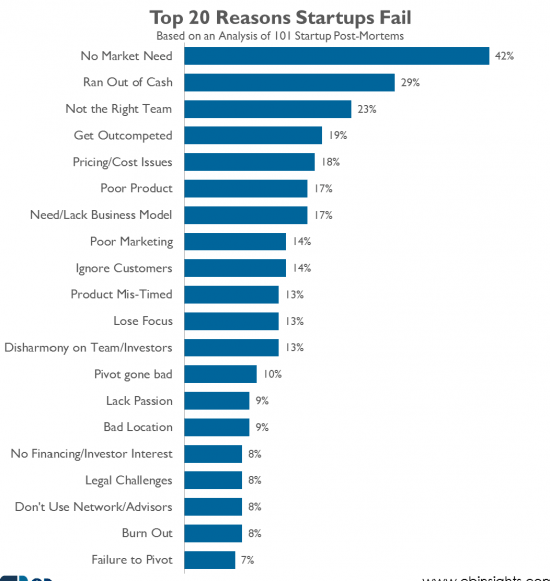 Top 20 Reasons Startups Fail
Based on an Analysis of 101 Startup Post-Mortems
No Market Need 42%
Ran Out of Cash 29%
Not the Right Team 23%
Get Outcompeted 19%
Pricing/Cost Issues 18%
Poor Product 17%
Need/Lack Business Model 17%
Poor Marketing 14%
Ignore Customers 14%
Product Mis-Timed 13%
Lose Focus 13%
Disharmony on Team/Investors 13%
Pivot gone bad 10%
Lack Passion 9%
Bad Location 9%
No Financing/Investor Interest 8%
Legal Challenges 8%
Don't Use Network/Advisors 8%
Burn Out 8%
Failure to Pivot 7%